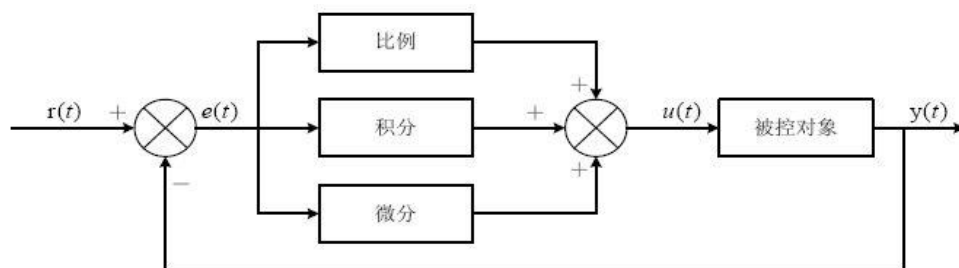 比例
+
r(t) + e(t) 积分 + u(t) 被控对象 y(t)
−
+
微分